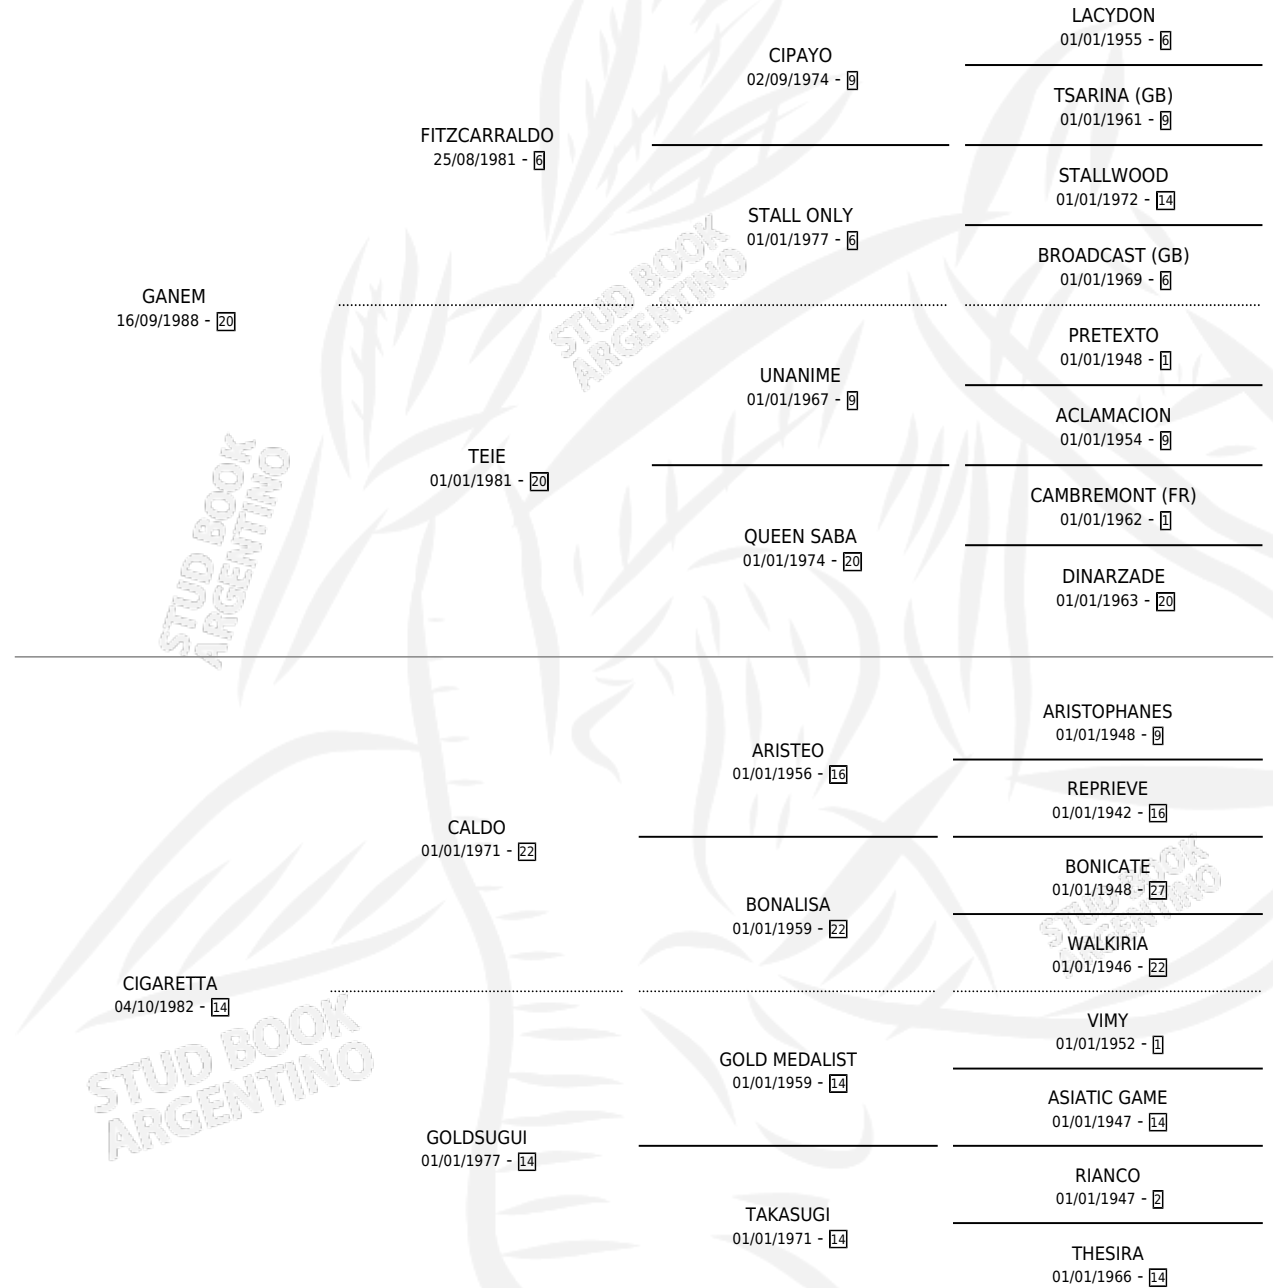 LACYDON
01/01/1955 - 6
CIPAYO
02/09/1974 - 9
TSARINA (GB)
01/01/1961 - 9
FITZCARRALDO
25/08/1981 - 6
STALLWOOD
01/01/1972 - 14
STALL ONLY
01/01/1977 - 6
BROADCAST (GB)
01/01/1969 - 6
GANEM
16/09/1988 - 20
PRETEXTO
01/01/1948 - 1
UNANIME
01/01/1967 - 9
ACLAMACION
01/01/1954 - 9
TEIE
01/01/1981 - 20
CAMBREMONT (FR)
01/01/1962 - 1
QUEEN SABA
01/01/1974 - 20
DINARZADE
01/01/1963 - 20
STUD BOOK
ARGENTINO
STUD BOOK
ARGENTINO
ARISTOPHANES
01/01/1948 - 9
ARISTEO
01/01/1956 - 16
REPRIEVE
01/01/1942 - 16
CALDO
01/01/1971 - 22
BONICATE
01/01/1948 - 27
BONALISA
01/01/1959 - 22
WALKIRIA
01/01/1946 - 22
STUD BOOK
ARGENTINO
CIGARETTA
04/10/1982 - 14
VIMY
01/01/1952 - 1
GOLD MEDALIST
01/01/1959 - 14
ASIATIC GAME
01/01/1947 - 14
STUD BOOK
ARGENTINO
GOLDSUGUI
01/01/1977 - 14
RIANCO
01/01/1947 - 2
TAKASUGI
01/01/1971 - 14
THESIRA
01/01/1966 - 14